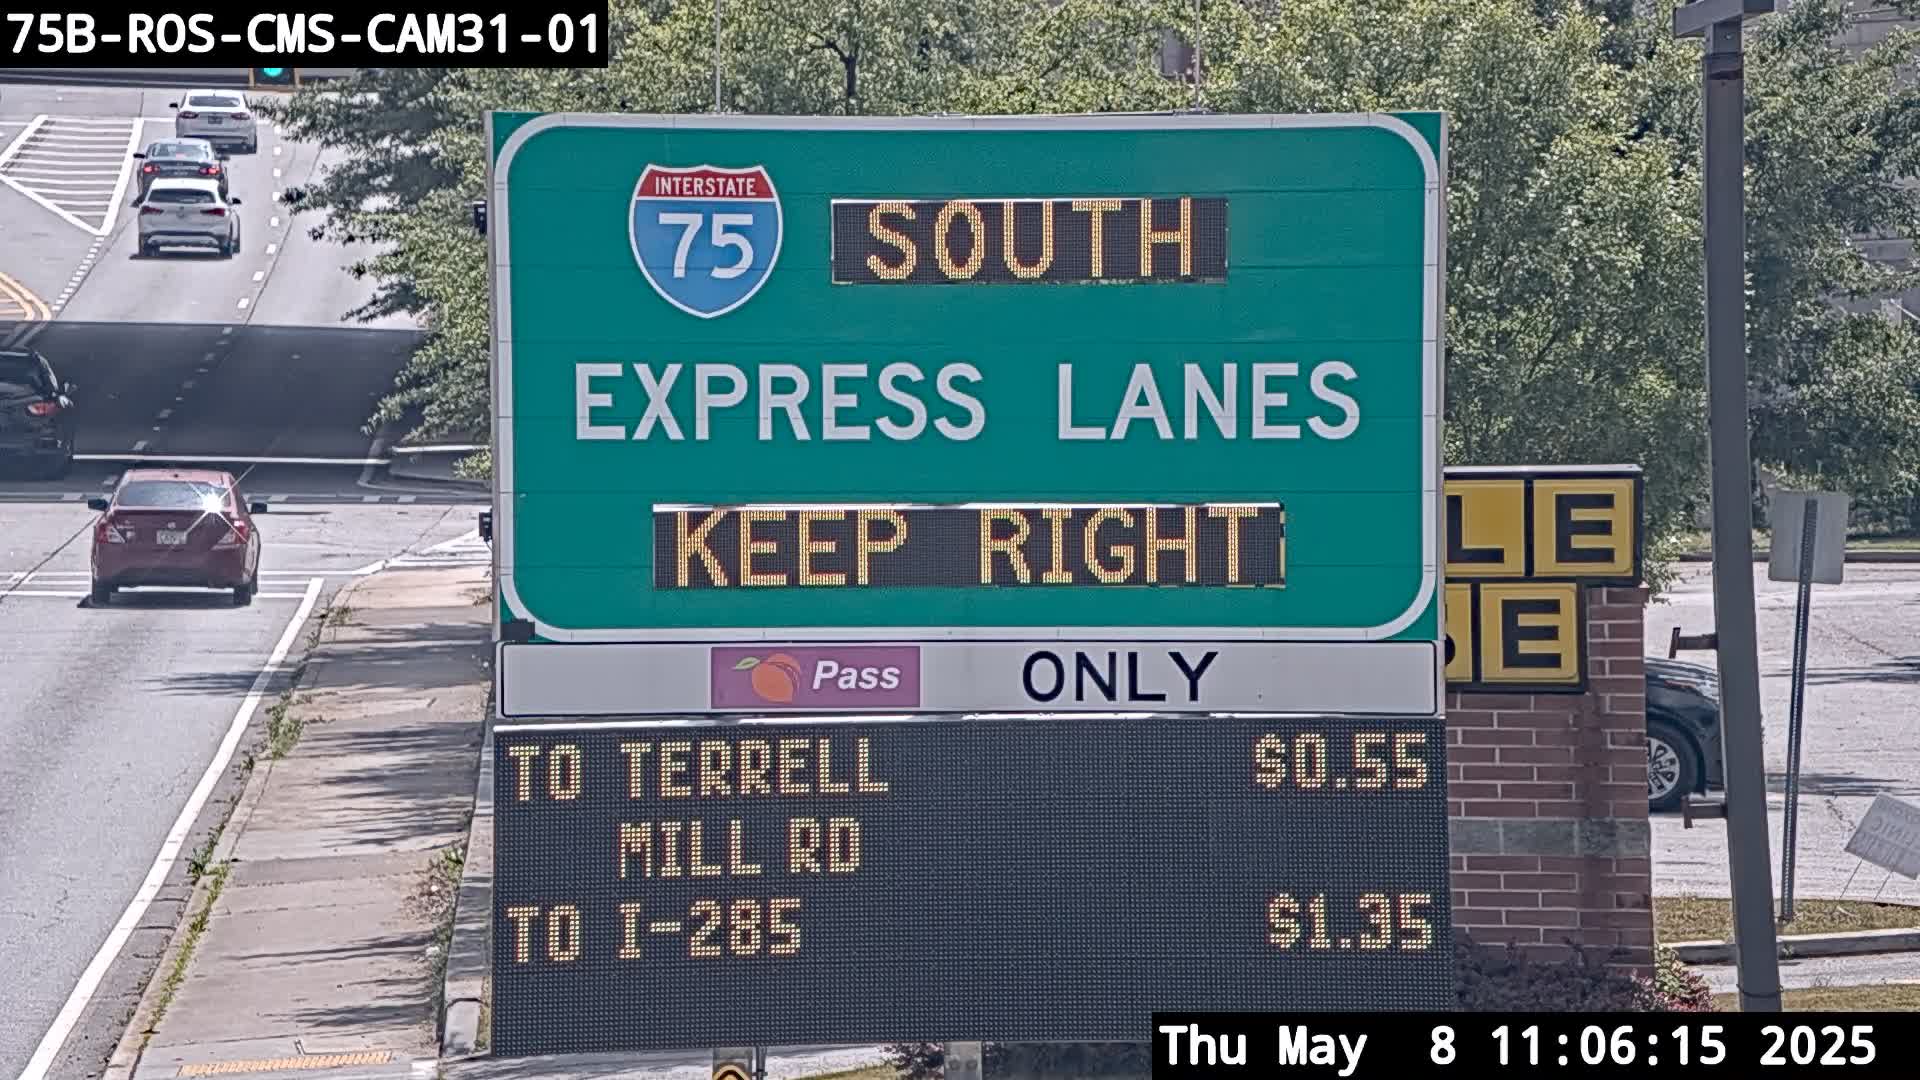 75B-ROS-CMS-CAM31-01
INTERSTATE
75
SOUTH
EXPRESS LANES
KEEP RIGHT
Pass ONLY
TO TERRELL $0.55
MILL RD
TO I-285 $1.35
LE
E
Thu May 8 11:06:15 2025